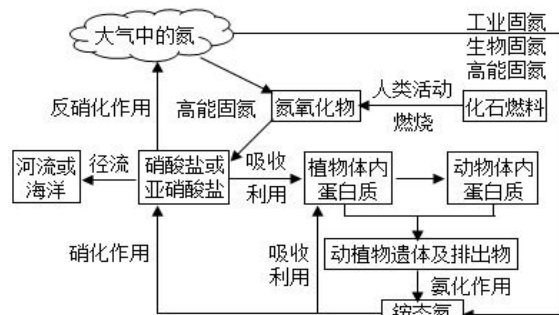 大气中的氮
工业固氮
生物固氮
高能固氮
反硝化作用
高能固氮
氮氧化物
人类活动
燃烧
化石燃料
河流或
海洋
径流
硝酸盐或
亚硝酸盐
吸收
利用
植物体内
蛋白质
动物体内
蛋白质
硝化作用
吸收
利用
动植物遗体及排出物
氨化作用
铵态氮